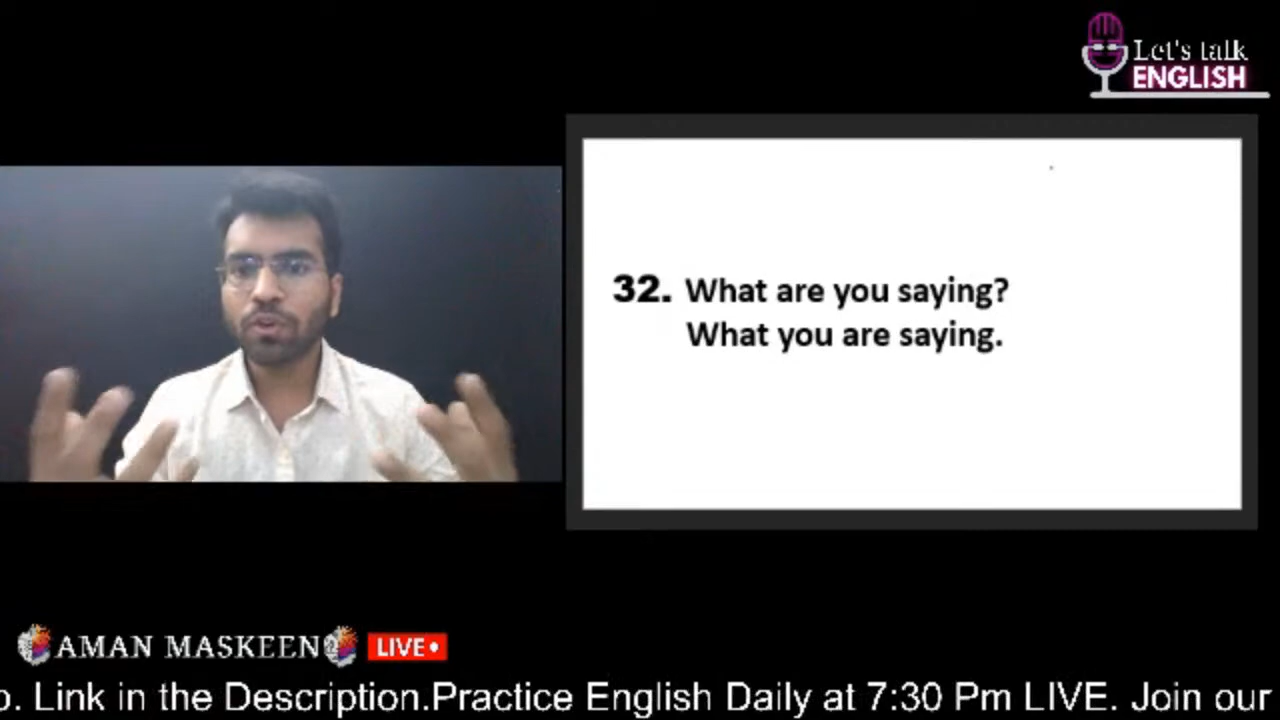 Let's talk
ENGLISH
32. What are you saying?
What you are saying.
AMAN MASKEEN LIVE
o. Link in the Description.Practice English Daily at 7:30 Pm LIVE. Join our